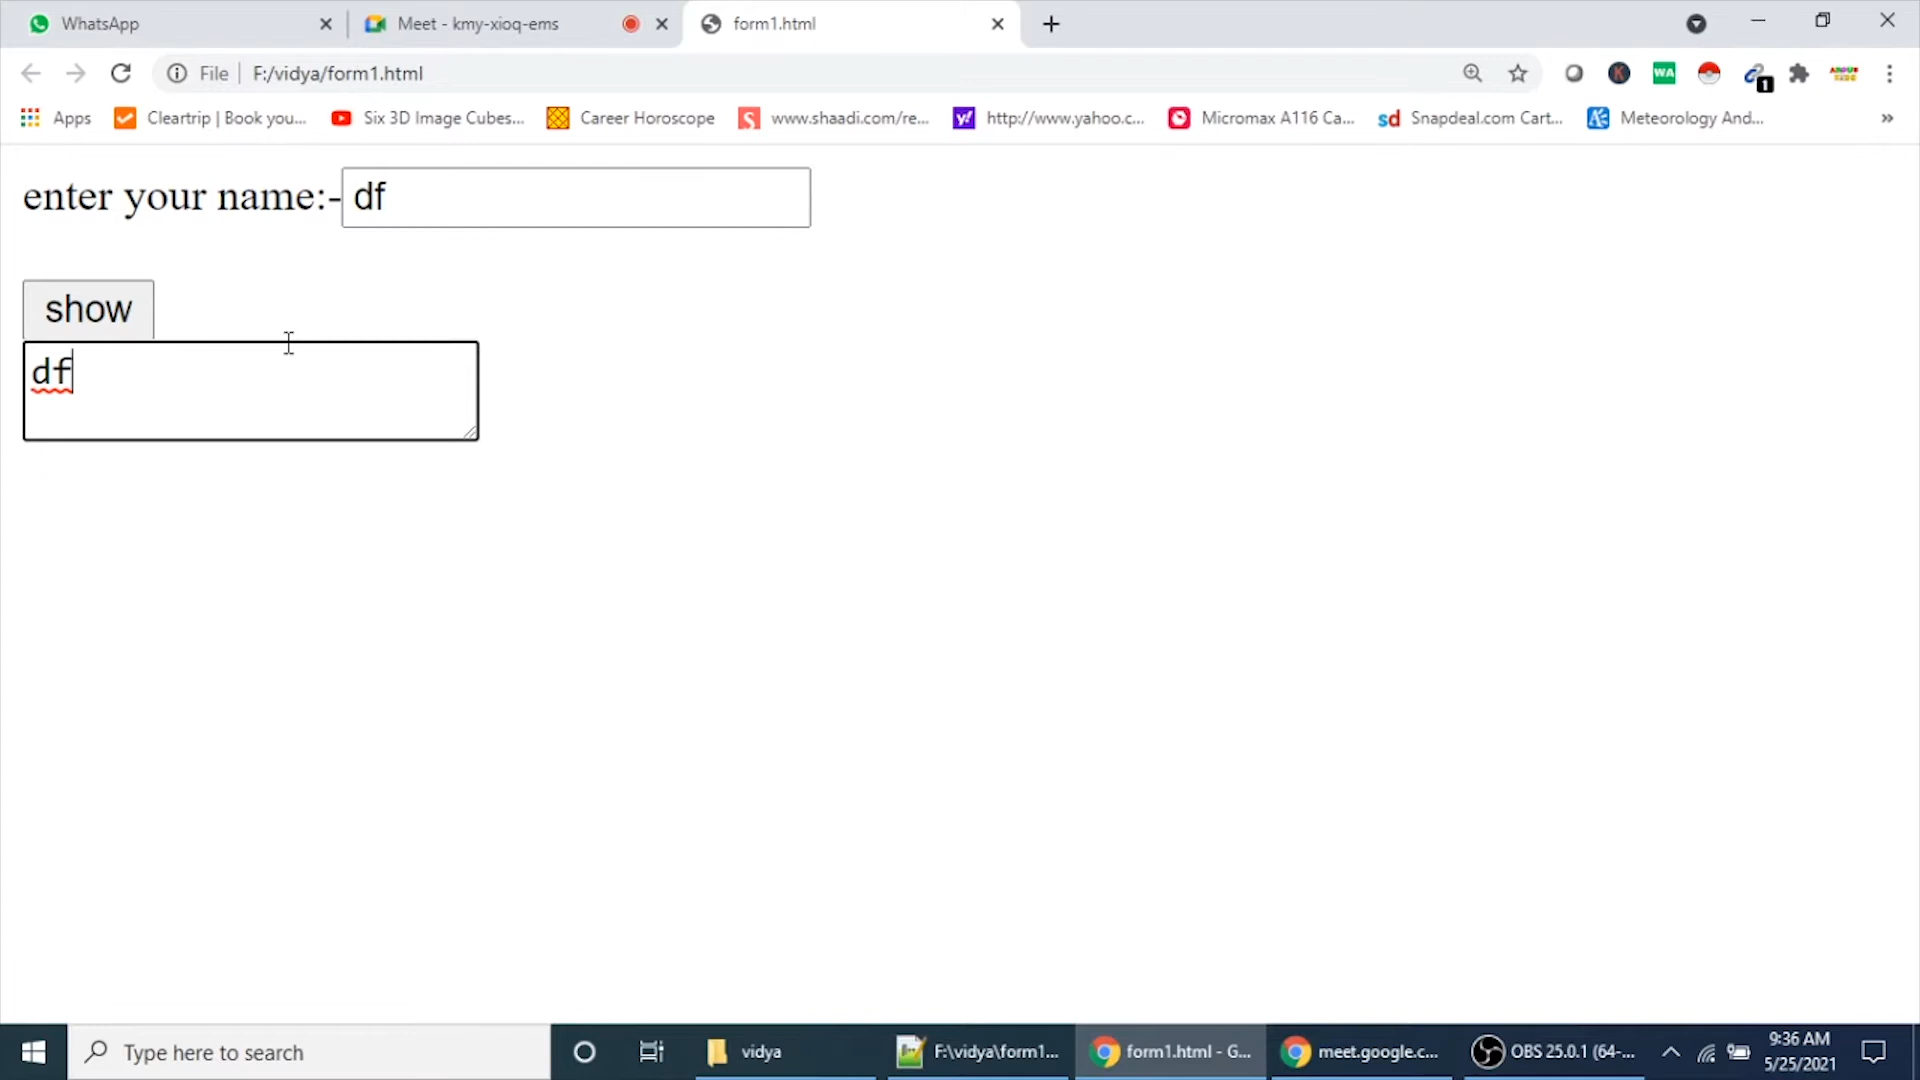 WhatsApp
Meet - kmy-xioq-ems
form1.html
File
F:/vidya/form1.html
K
WA
1
Apps
Cleartrip | Book you...
Six 3D Image Cubes...
Career Horoscope
S
www.shaadi.com/re...
y!
http://www.yahoo.c...
Micromax A116 Ca...
sd
Snapdeal.com Cart...
Meteorology And...
»
enter your name:-
df
show
df
Type here to search
vidya
F:\vidya\form1...
form1.html - G...
meet.google.c...
OBS 25.0.1 (64-...
9:36 AM
5/25/2021